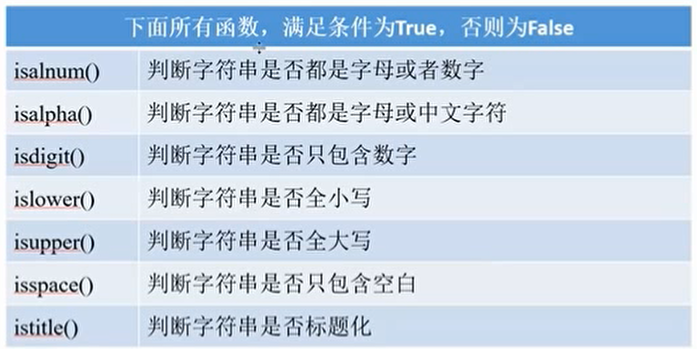 下面所有函数，满足条件为True，否则为False
isalnum() 判断字符串是否都是字母或者数字
isalpha() 判断字符串是否都是字母或中文字符
isdigit() 判断字符串是否只包含数字
islower() 判断字符串是否全小写
isupper() 判断字符串是否全大写
isspace() 判断字符串是否只包含空白
istitle() 判断字符串是否标题化